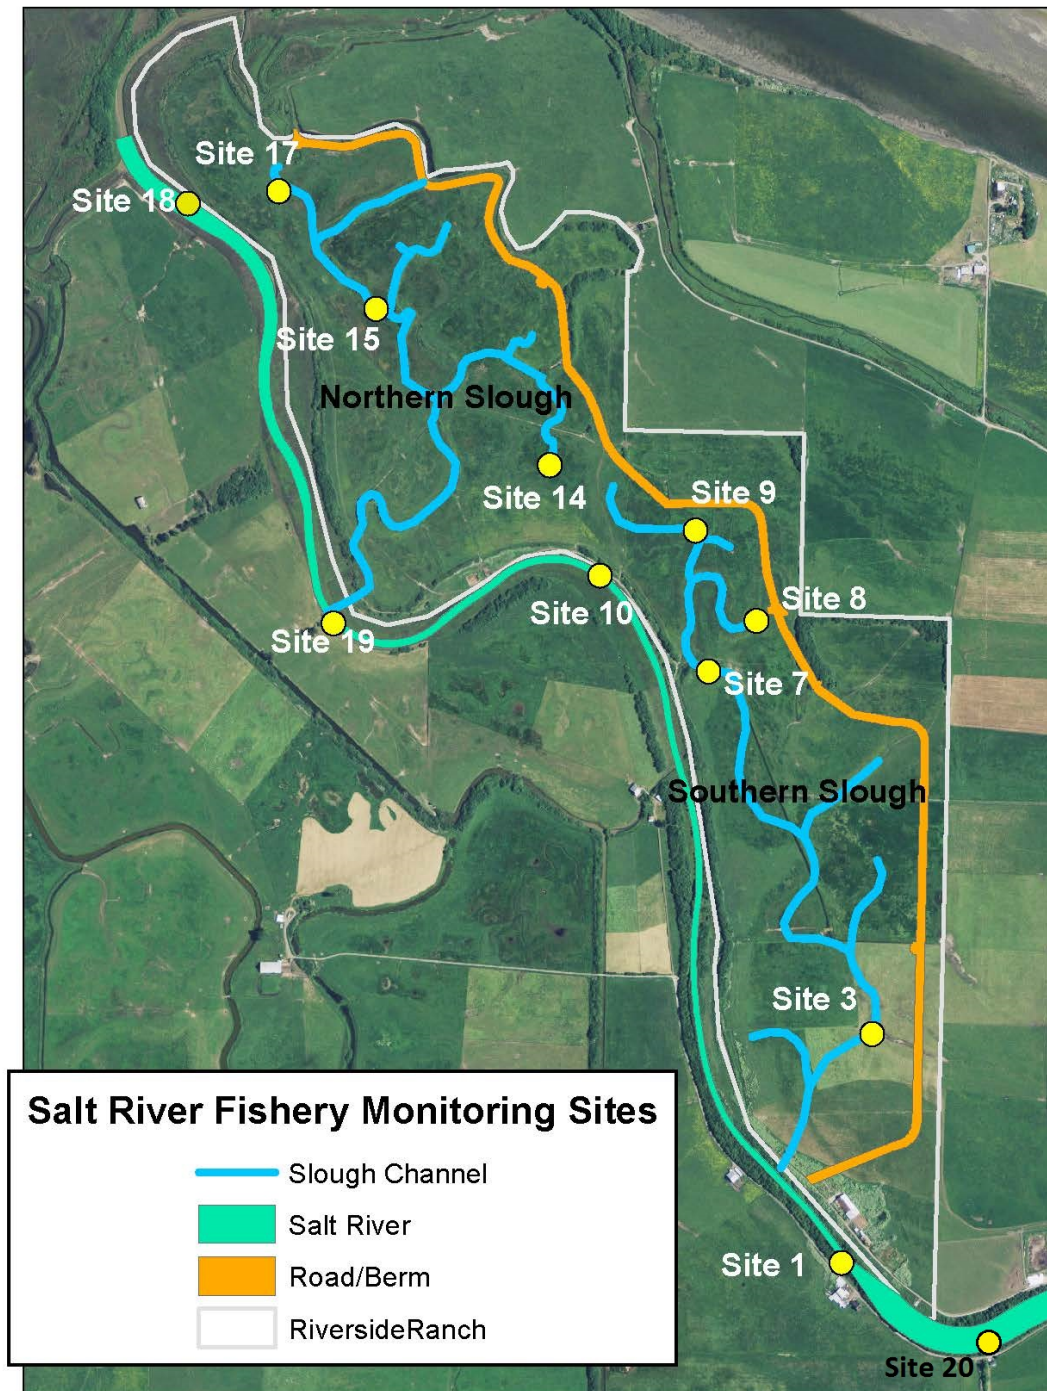 Site 17
Site 18
Site 15
Northern Slough
Site 14
Site 9
Site 8
Site 10
Site 19
Site 7
Southern Slough
Site 3
Salt River Fishery Monitoring Sites
Slough Channel
Salt River
Road/Berm
RiversideRanch
Site 1
Site 20